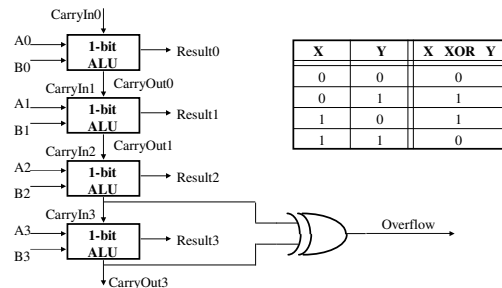 CarryIn0
A0
B0
1-bit
ALU
Result0
CarryOut0
CarryIn1
A1
B1
1-bit
ALU
Result1
CarryOut1
CarryIn2
A2
B2
1-bit
ALU
Result2
CarryIn3
A3
B3
1-bit
ALU
Result3
CarryOut3
Overflow
X Y X XOR Y
0 0 0
0 1 1
1 0 1
1 1 0